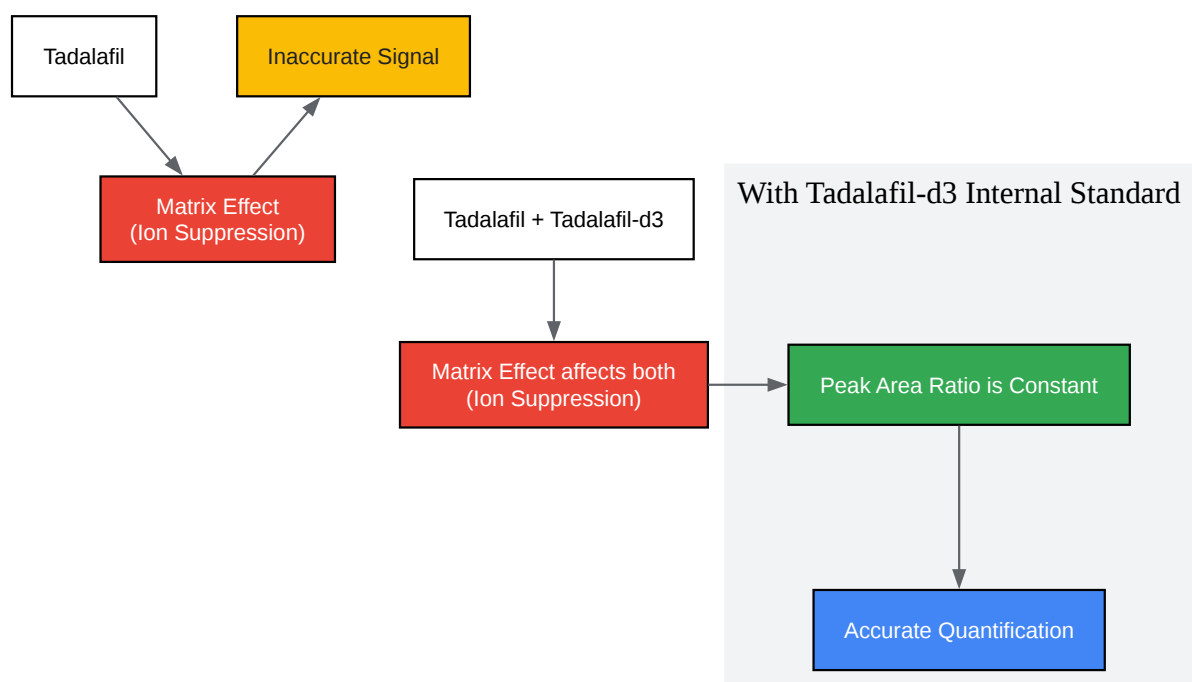 Tadalafil
Inaccurate Signal
Matrix Effect
(Ion Suppression)
Tadalafil + Tadalafil-d3
With Tadalafil-d3 Internal Standard
Matrix Effect affects both
(Ion Suppression)
Peak Area Ratio is Constant
Accurate Quantification